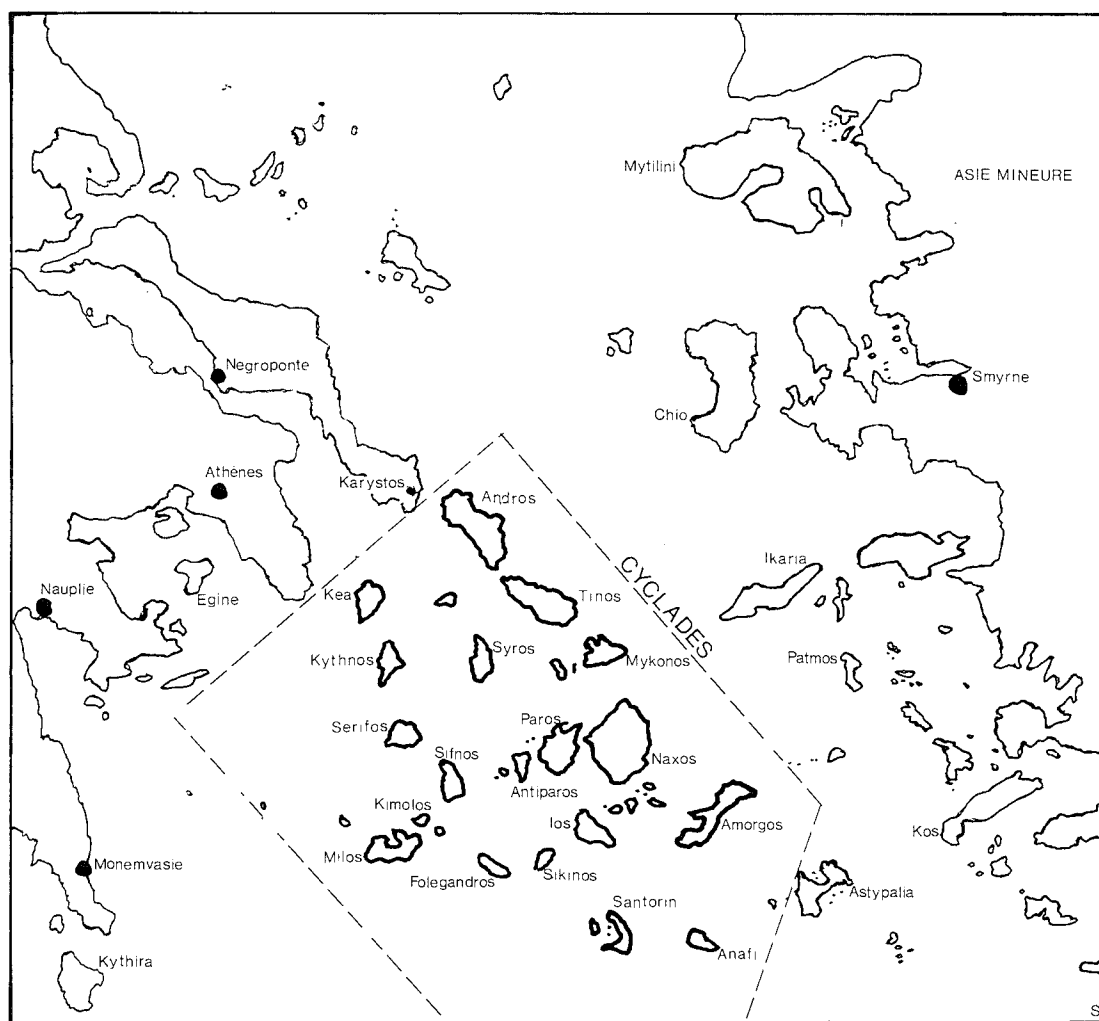 Mytilini
ASIE MINEURE
Negroponte
Smyrne
Chio
Athènes
Karystos
Andros
CYCLADES
Ikaria
Nauplie
Egine
Kea
Tinos
Kythnos
Syros
Mykonos
Patmos
Serifos
Paros
Sifnos
Naxos
Antiparos
Kimolos
Ios
Amorgos
Kos
Milos
Monemvasie
Folegandros
Sikinos
Astypalia
Santorin
Anafi
Kythira
S